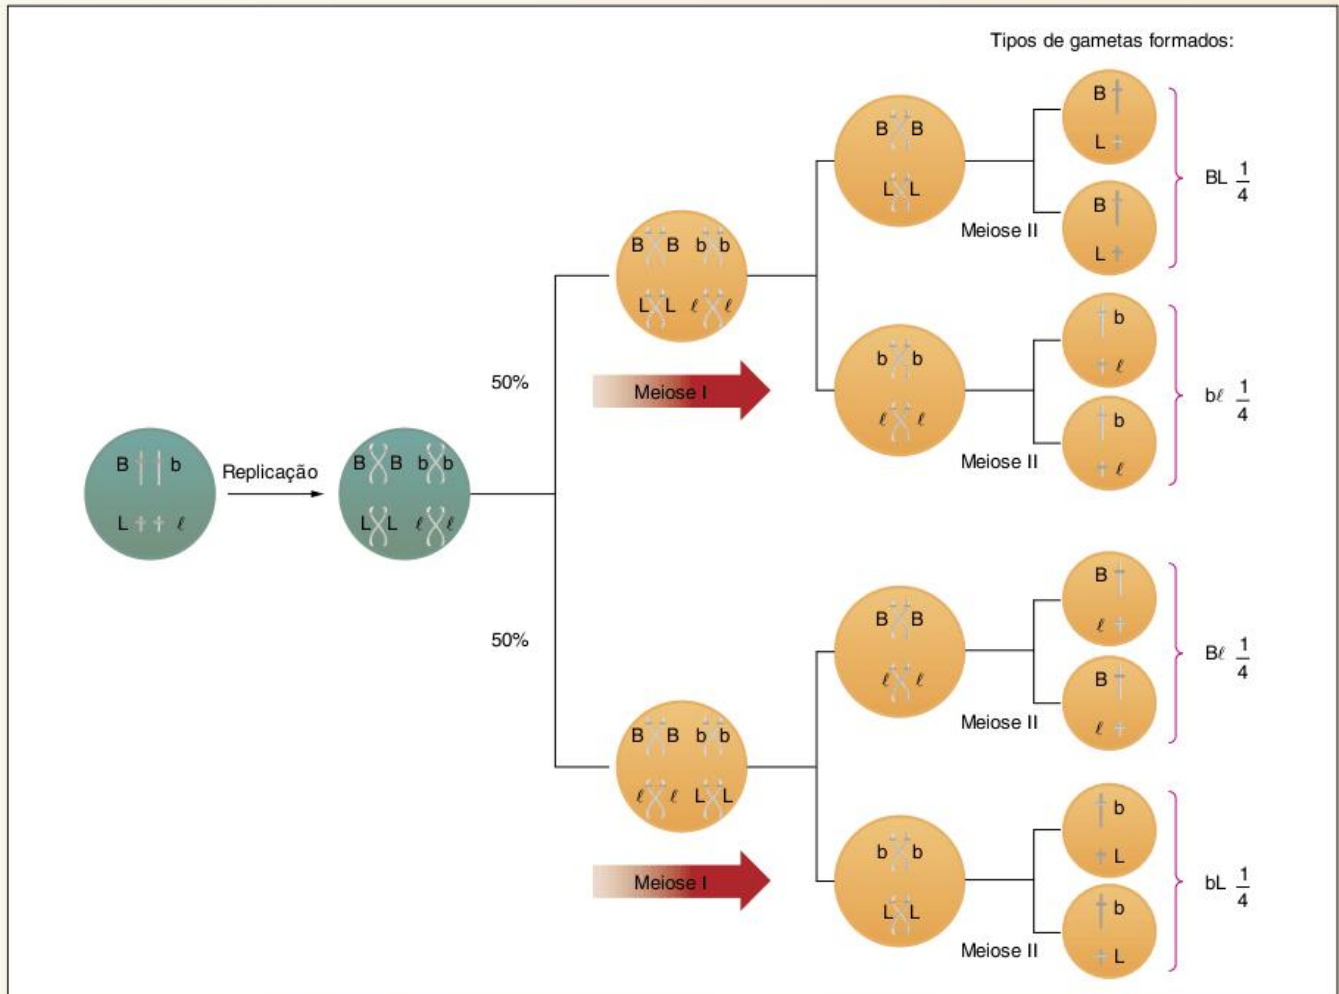 Tipos de gametas formados:
B
L
B
L
BL 1/4
B B
L L
Meiose II
B B b b
L L ℓ ℓ
b
ℓ
b
ℓ
bℓ 1/4
b b
ℓ ℓ
Meiose II
50%
Meiose I
B b
L ℓ
Replicação
B B b b
L L ℓ ℓ
50%
B
ℓ
B
ℓ
Bℓ 1/4
B B
ℓ ℓ
Meiose II
B B b b
ℓ ℓ L L
Meiose I
b
L
b
L
bL 1/4
b b
L L
Meiose II